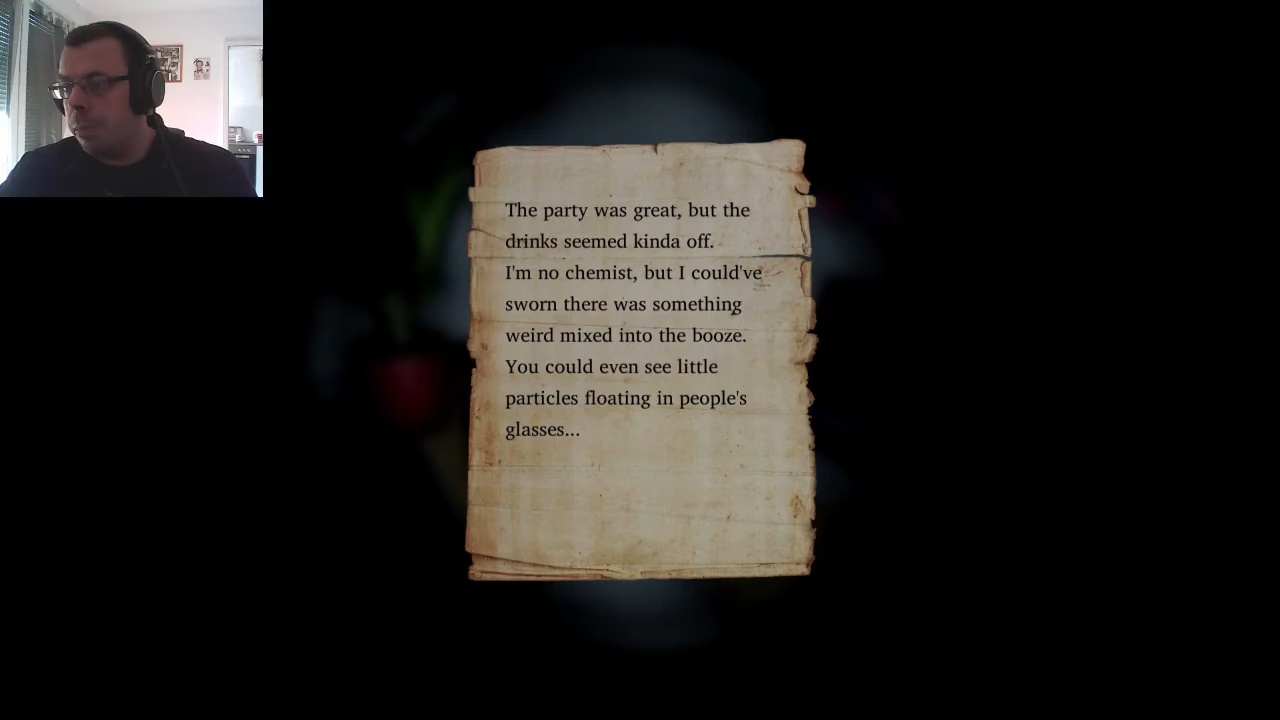 The party was great, but the
drinks seemed kinda off.
I'm no chemist, but I could've
sworn there was something
weird mixed into the booze.
You could even see little
particles floating in people's
glasses...